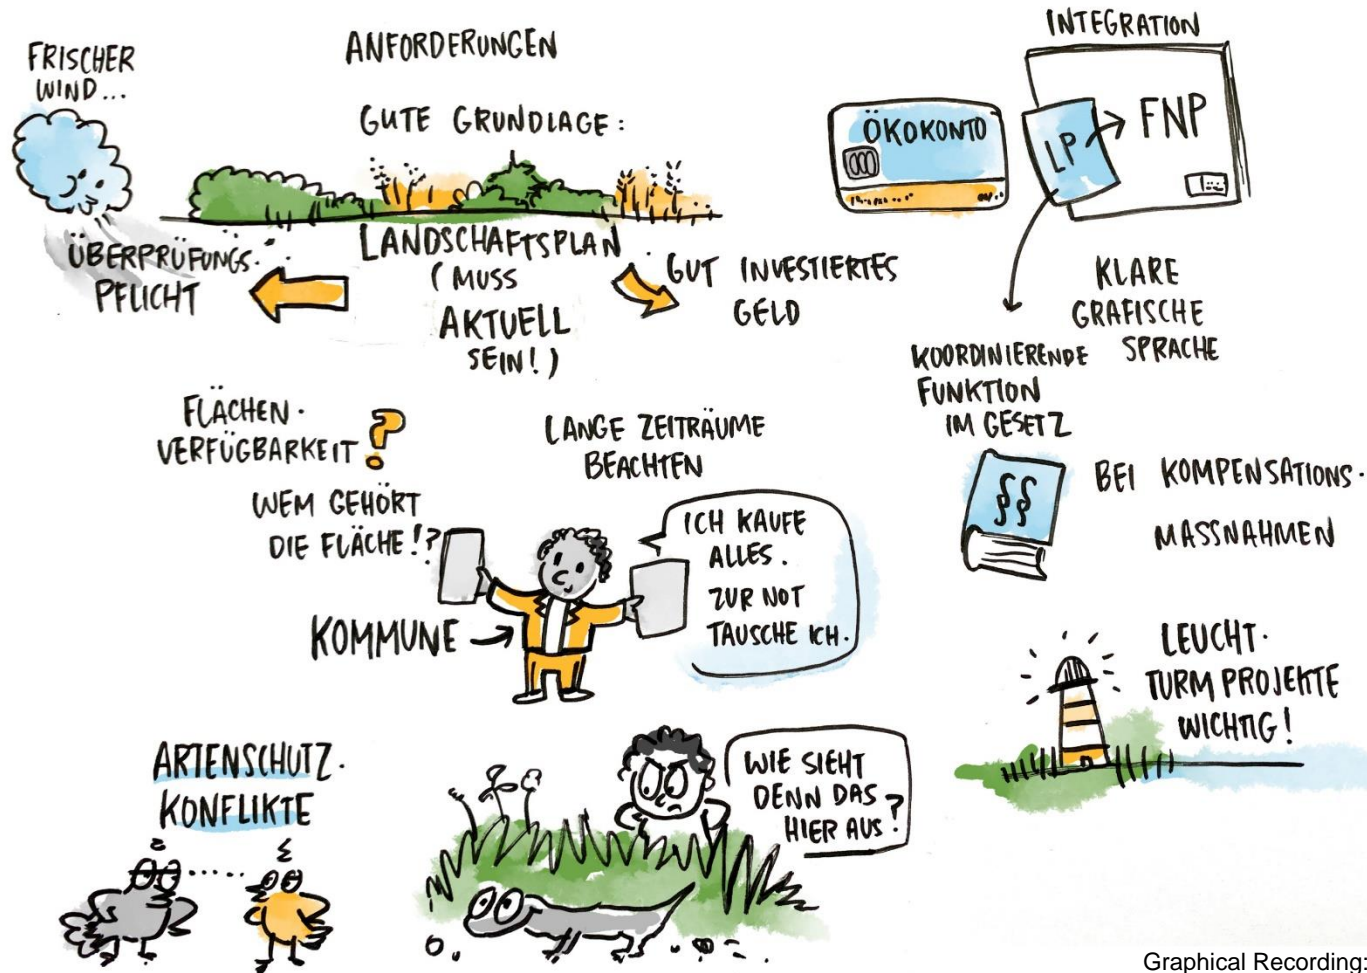 FRISCHER
WIND...
ANFORDERUNGEN
GUTE GRUNDLAGE:
LANDSCHAFTSPLAN
(MUSS
AKTUELL
SEIN!)
ÜBERPRÜFUNGS-
PFLICHT
GUT INVESTIERTES
GELD
INTEGRATION
ÖKOKONTO
LP
FNP
KLARE
GRAFISCHE
SPRACHE
KOORDINIERENDE
FUNKTION
IM GESETZ
§§
BEI KOMPENSATIONS-
MASSNAHMEN
FLÄCHEN-
VERFÜGBARKEIT?
WEM GEHÖRT
DIE FLÄCHE!?
LANGE ZEITRÄUME
BEACHTEN
ICH KAUFE
ALLES.
ZUR NOT
TAUSCHE ICH.
KOMMUNE
LEUCHT-
TURMPROJEKTE
WICHTIG!
ARTENSCHUTZ-
KONFLIKTE
WIE SIEHT
DENN DAS
HIER AUS?
Graphical Recording: